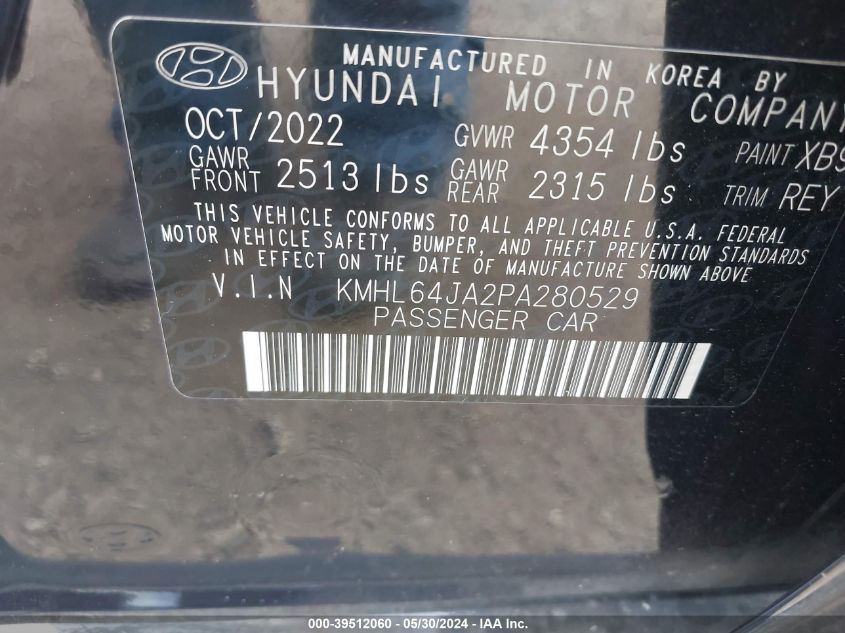 MANUFACTURED IN KOREA BY
HYUNDAI MOTOR COMPANY
OCT/2022 GVWR 4354 lbs PAINT XB9
GAWR FRONT 2513 lbs GAWR REAR 2315 lbs TRIM REY
THIS VEHICLE CONFORMS TO ALL APPLICABLE U.S.A. FEDERAL
MOTOR VEHICLE SAFETY, BUMPER, AND THEFT PREVENTION STANDARDS
IN EFFECT ON THE DATE OF MANUFACTURE SHOWN ABOVE
V.I.N KMHL64JA2PA280529
PASSENGER CAR
000-39512060 - 05/30/2024 - IAA Inc.